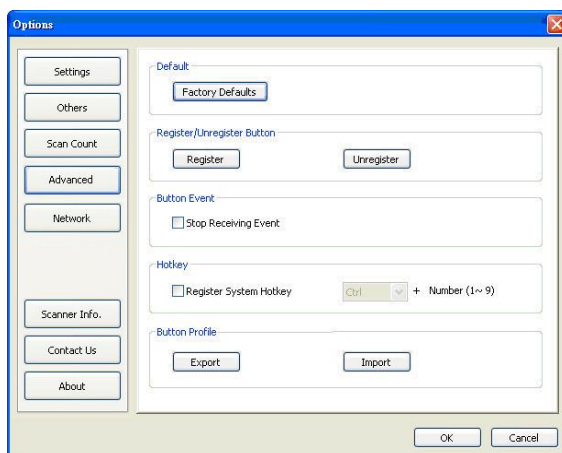 Options
Settings
Others
Scan Count
Advanced
Network
Scanner Info.
Contact Us
About
Default
Factory Defaults
Register/Unregister Button
Register Unregister
Button Event
Stop Receiving Event
Hotkey
Register System Hotkey Ctrl + Number (1~ 9)
Button Profile
Export Import
OK Cancel